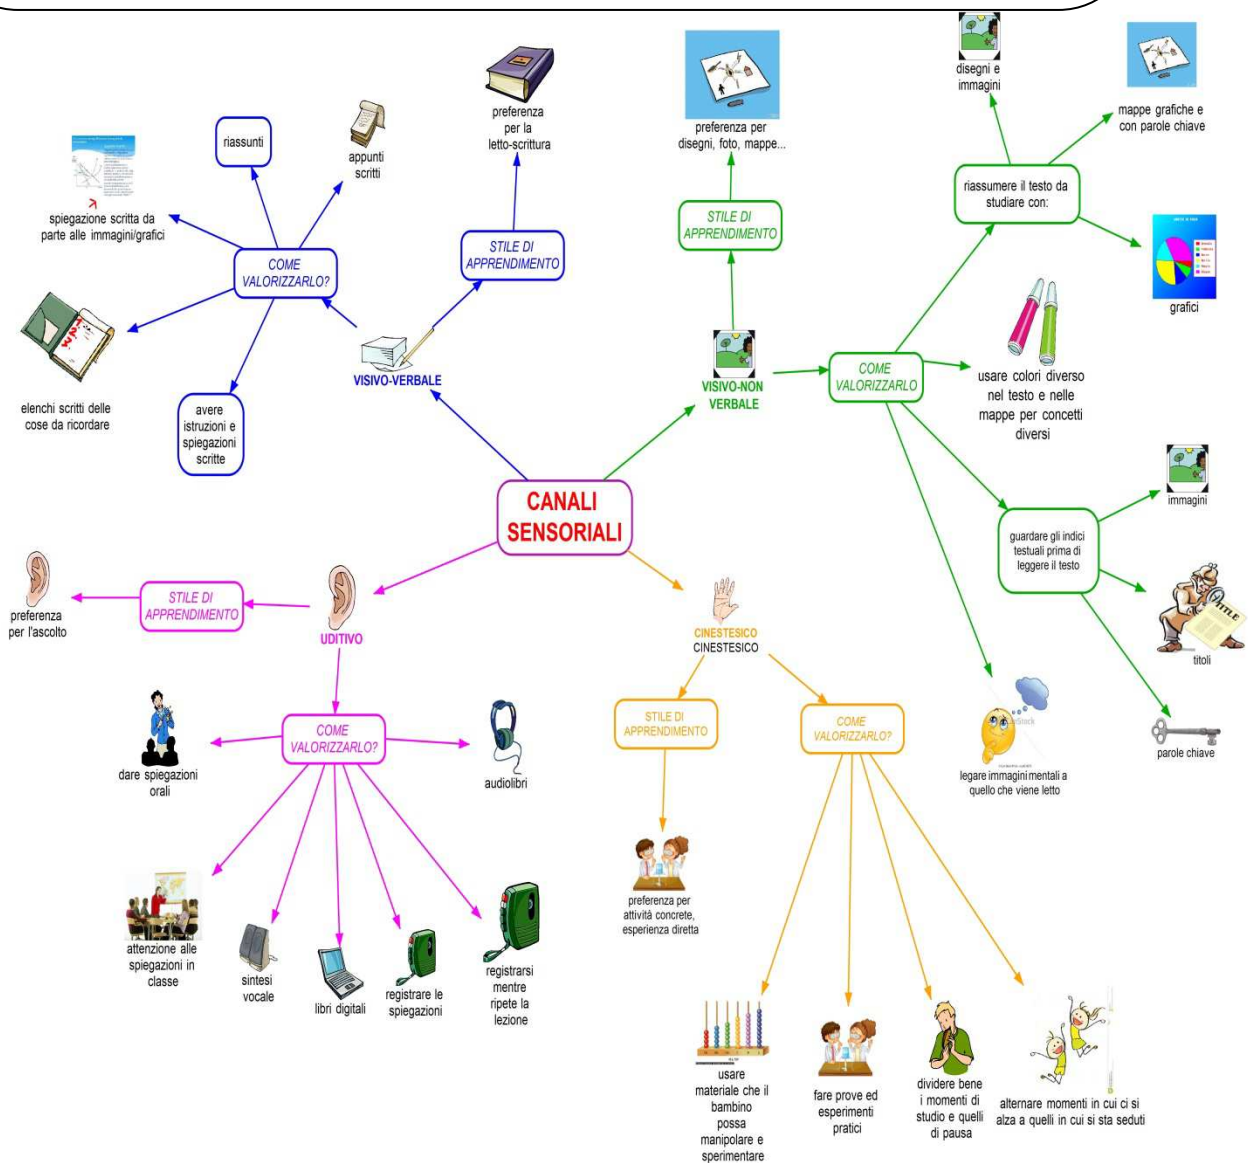 CANALI
SENSORIALI
VISIVO-VERBALE
STILE DI
APPRENDIMENTO
preferenza
per la
letto-scrittura
COME
VALORIZZARLO?
appunti
scritti
riassunti
spiegazione scritta da
parte alle immagini/grafici
elenchi scritti delle
cose da ricordare
avere
istruzioni e
spiegazioni
scritte
VISIVO-NON
VERBALE
STILE DI
APPRENDIMENTO
preferenza per
disegni, foto, mappe...
COME
VALORIZZARLO
riassumere il testo da
studiare con:
disegni e
immagini
mappe grafiche e
con parole chiave
grafici
usare colori diverso
nel testo e nelle
mappe per concetti
diversi
guardare gli indici
testuali prima di
leggere il testo
immagini
TITLE
titoli
parole chiave
legare immagini mentali a
quello che viene letto
UDITIVO
STILE DI
APPRENDIMENTO
preferenza
per l'ascolto
COME
VALORIZZARLO?
dare spiegazioni
orali
attenzione alle
spiegazioni in
classe
sintesi
vocale
libri digitali
registrare le
spiegazioni
registrarsi
mentre
ripete la
lezione
audiolibri
CINESTESICO
CINESTESICO
STILE DI
APPRENDIMENTO
preferenza per
attività concrete,
esperienza diretta
COME
VALORIZZARLO?
usare
materiale che il
bambino
possa
manipolare e
sperimentare
fare prove ed
esperimenti
pratici
dividere bene
i momenti di
studio e quelli
di pausa
alternare momenti in cui ci si
alza a quelli in cui si sta seduti